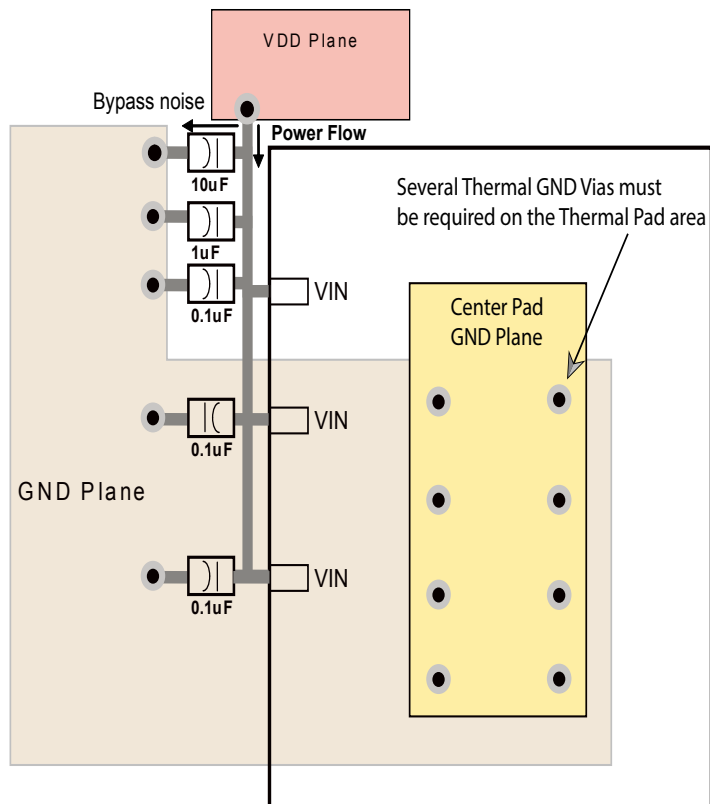 VDD Plane
Bypass noise
Power Flow
10uF
Several Thermal GND Vias must
be required on the Thermal Pad area
1uF
VIN
0.1uF
Center Pad
GND Plane
VIN
0.1uF
GND Plane
VIN
0.1uF